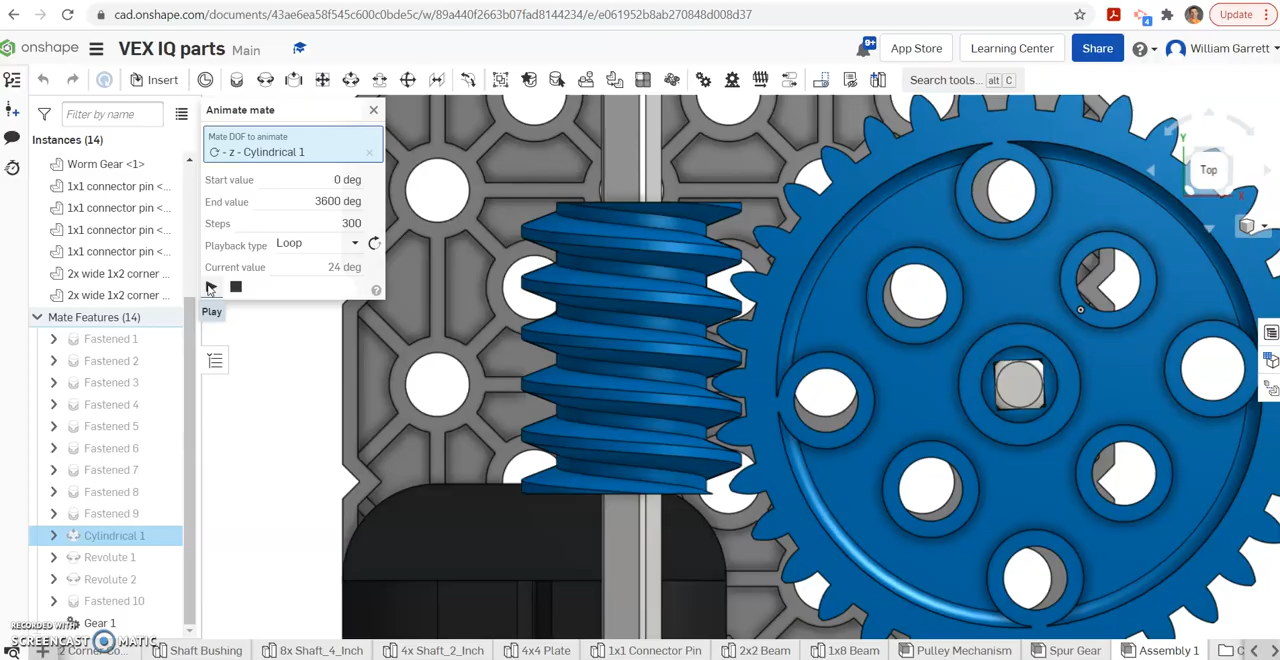 cad.onshape.com/documents/43ae6ea58f545c600c0bde5c/w/89a440f2663b07fad8144234/e/e061952b8ab270848d008d37
4
Update
onshape
VEX IQ parts Main
9+
App Store
Learning Center
Share
William Garrett
Insert
Search tools... alt C
Filter by name
Instances (14)
Worm Gear <1>
1x1 connector pin <...
1x1 connector pin <...
1x1 connector pin <...
1x1 connector pin <...
2x wide 1x2 corner ...
2x wide 1x2 corner ...
Mate Features (14)
Fastened 1
Fastened 2
Fastened 3
Fastened 4
Fastened 5
Fastened 6
Fastened 7
Fastened 8
Fastened 9
Cylindrical 1
Revolute 1
Revolute 2
Fastened 10
Gear 1
Animate mate
Mate DOF to animate
- z - Cylindrical 1
Start value 0 deg
End value 3600 deg
Steps 300
Playback type Loop
Current value 24 deg
Play
Y
Top
X
RECORDED WITH
SCREENCAST MATIC
Shaft Bushing
8x Shaft_4_Inch
4x Shaft_2_Inch
4x4 Plate
1x1 Connector Pin
2x2 Beam
1x8 Beam
Pulley Mechanism
Spur Gear
Assembly 1